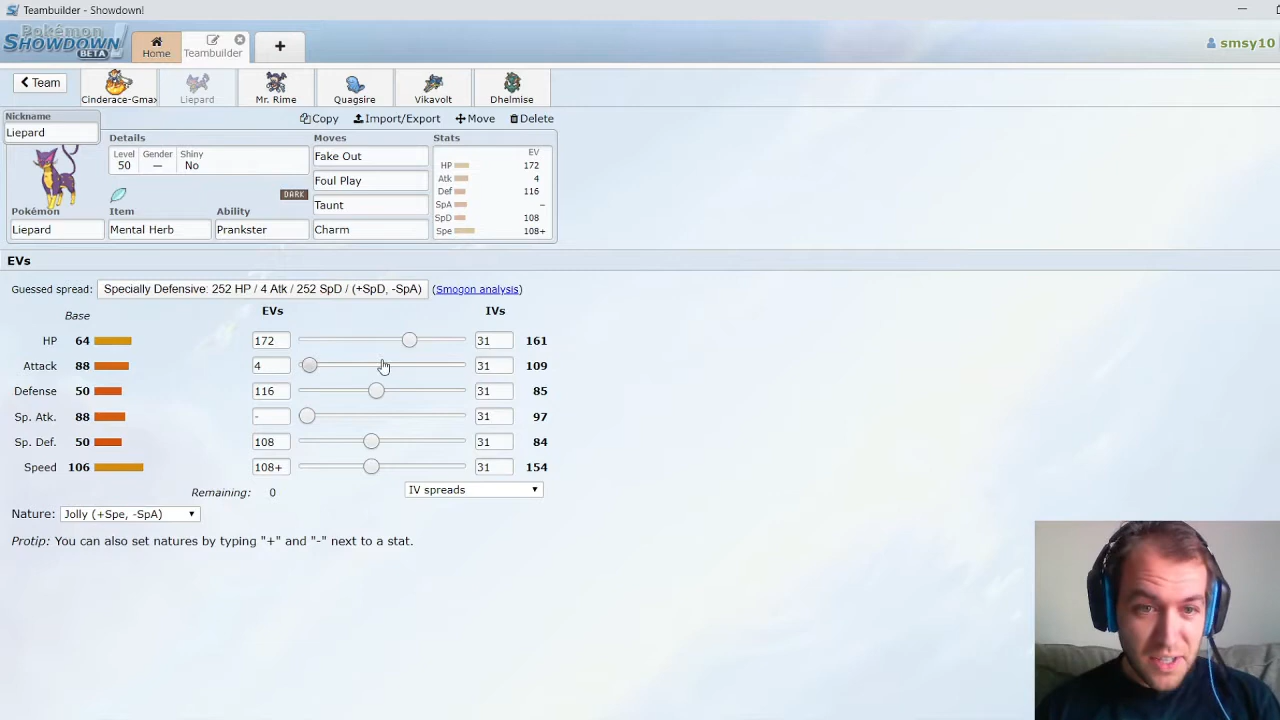 Teambuilder - Showdown!
Pokémon
SHOWDOWN!
BETA
Home
Teambuilder
+
smsy10
Team
Cinderace-Gmax
Liepard
Mr. Rime
Quagsire
Vikavolt
Dhelmise
Copy
Import/Export
Move
Delete
Nickname
Liepard
Details
Level Gender Shiny
50 — No
DARK
Pokémon
Liepard
Item
Mental Herb
Ability
Prankster
Moves
Fake Out
Foul Play
Taunt
Charm
Stats
EV
HP 172
Atk 4
Def 116
SpA –
SpD 108
Spe 108+
EVs
Guessed spread: Specially Defensive: 252 HP / 4 Atk / 252 SpD / (+SpD, -SpA) (Smogon analysis)
Base EVs IVs
HP 64 172 31 161
Attack 88 4 31 109
Defense 50 116 31 85
Sp. Atk. 88 - 31 97
Sp. Def. 50 108 31 84
Speed 106 108+ 31 154
Remaining: 0 IV spreads
Nature: Jolly (+Spe, -SpA)
Protip: You can also set natures by typing "+" and "-" next to a stat.